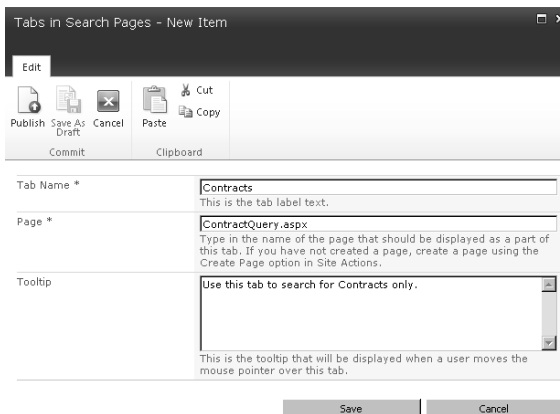 Tabs in Search Pages - New Item
Edit
Publish Save As Draft Cancel Paste Cut
Copy
Commit Clipboard
Tab Name * Contracts
This is the tab label text.
Page * ContractQuery.aspx
Type in the name of the page that should be displayed as a part of
this tab. If you have not created a page, create a page using the
Create Page option in Site Actions.
Tooltip Use this tab to search for Contracts only.
This is the tooltip that will be displayed when a user moves the
mouse pointer over this tab.
Save Cancel